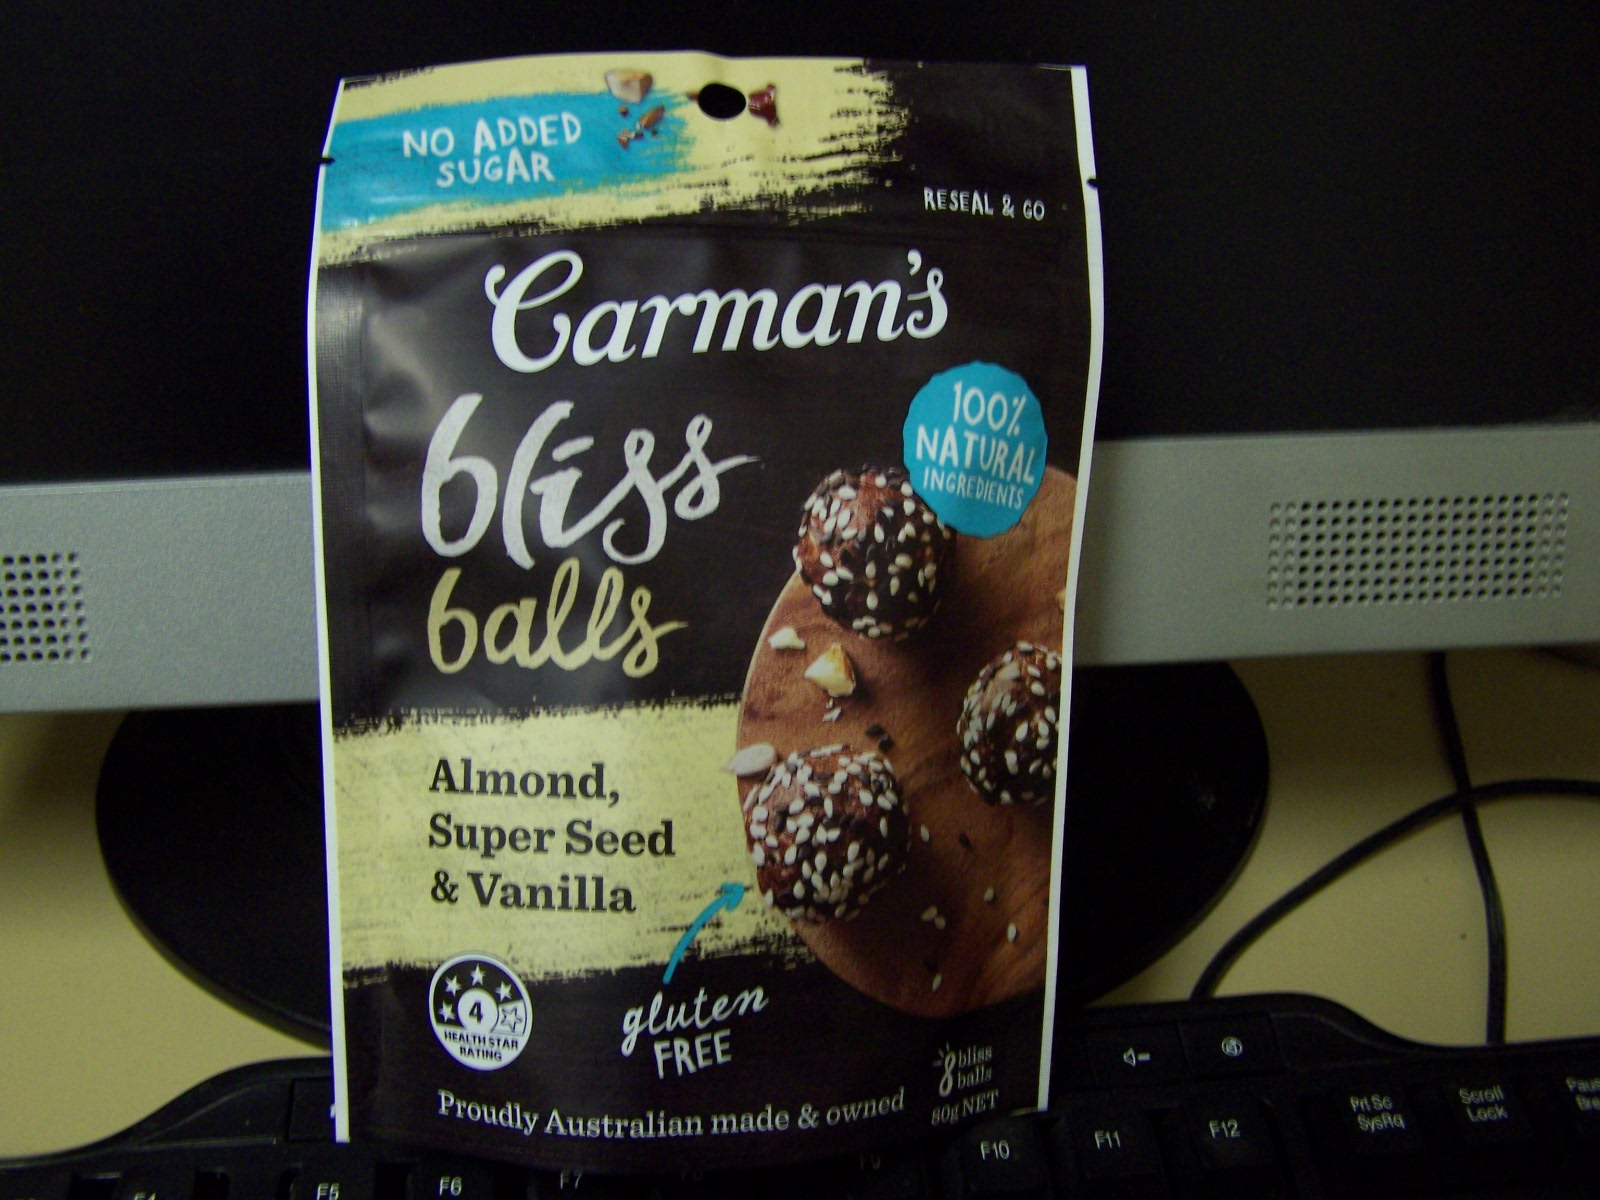 NO ADDED
SUGAR
RESEAL & GO
Carman's
bliss
balls
100%
NATURAL
INGREDIENTS
Almond,
Super Seed
& Vanilla
4
HEALTH STAR
RATING
gluten
FREE
8 bliss
balls
80g NET
Proudly Australian made & owned
Prt Sc
SysRq
Scroll
Lock
F5
F6
F7
F10
F11
F12